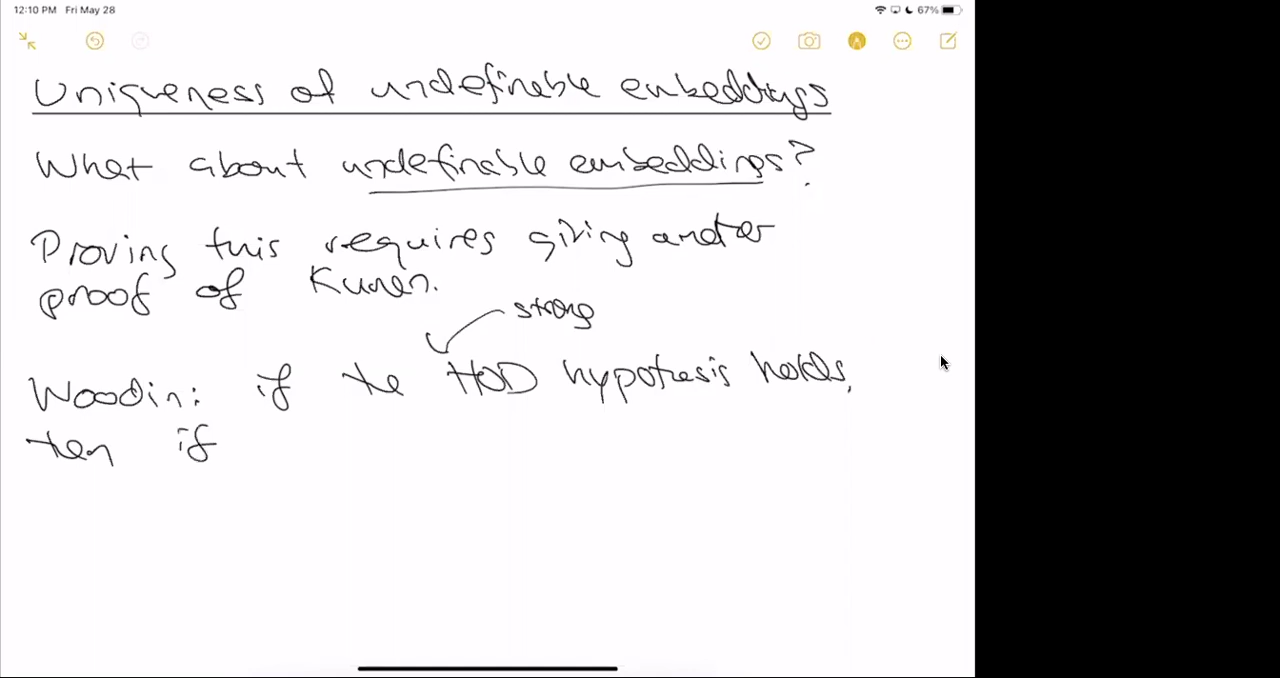 12:10 PM Fri May 28
67%
Uniqueness of undefinable embeddings
What about undefinable embeddings?
Proving this requires giving another
proof of Kunen.
strong
Woodin: if the HOD hypothesis holds,
then if